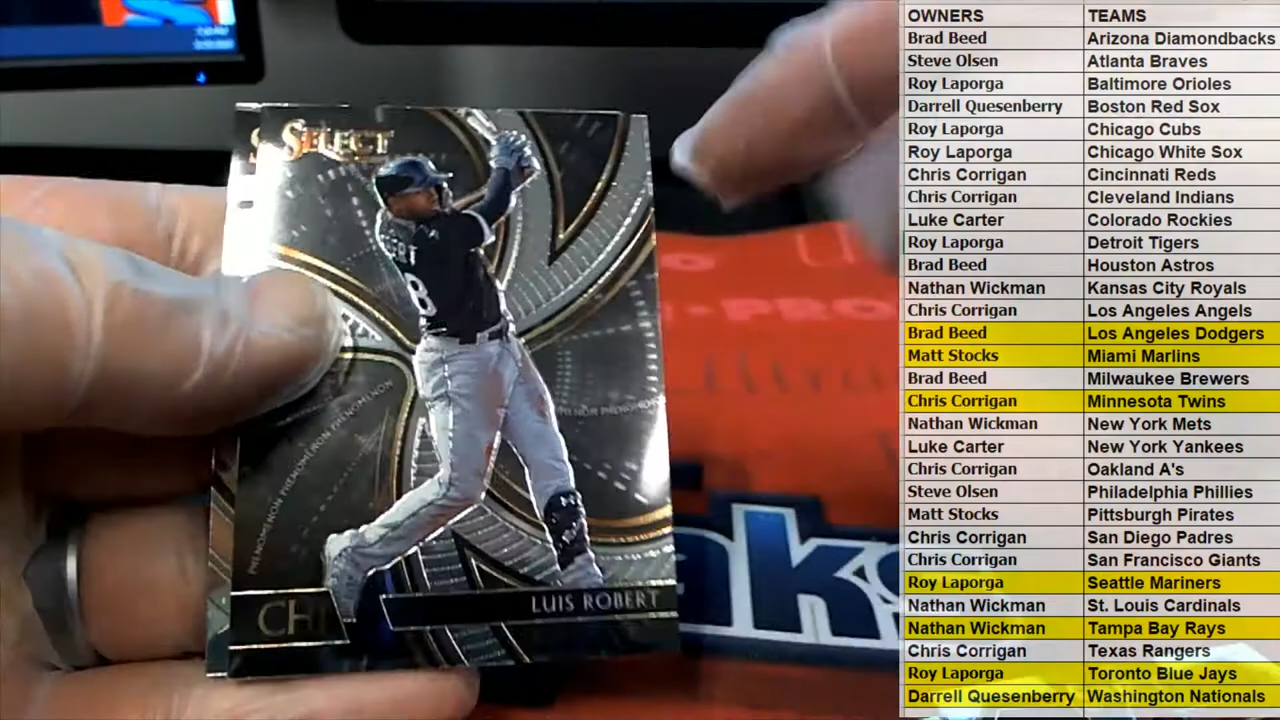 SELECT
PHENOMENON PHENOMENON PHENOMENON
CHI
LUIS ROBERT
8
OWNERS TEAMS
Brad Beed Arizona Diamondbacks
Steve Olsen Atlanta Braves
Roy Laporga Baltimore Orioles
Darrell Quesenberry Boston Red Sox
Roy Laporga Chicago Cubs
Roy Laporga Chicago White Sox
Chris Corrigan Cincinnati Reds
Chris Corrigan Cleveland Indians
Luke Carter Colorado Rockies
Roy Laporga Detroit Tigers
Brad Beed Houston Astros
Nathan Wickman Kansas City Royals
Chris Corrigan Los Angeles Angels
Brad Beed Los Angeles Dodgers
Matt Stocks Miami Marlins
Brad Beed Milwaukee Brewers
Chris Corrigan Minnesota Twins
Nathan Wickman New York Mets
Luke Carter New York Yankees
Chris Corrigan Oakland A's
Steve Olsen Philadelphia Phillies
Matt Stocks Pittsburgh Pirates
Chris Corrigan San Diego Padres
Chris Corrigan San Francisco Giants
Roy Laporga Seattle Mariners
Nathan Wickman St. Louis Cardinals
Nathan Wickman Tampa Bay Rays
Chris Corrigan Texas Rangers
Roy Laporga Toronto Blue Jays
Darrell Quesenberry Washington Nationals